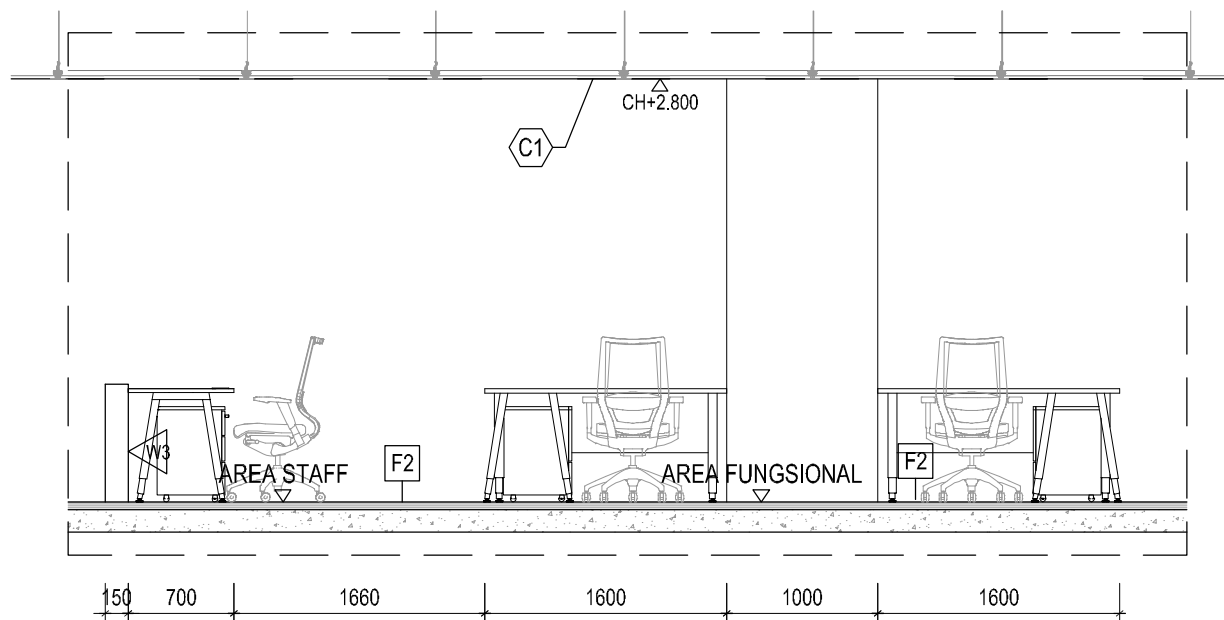 CH+2.800
C1
W3
AREA STAFF
F2
AREA FUNGSIONAL
F2
150
700
1660
1600
1000
1600